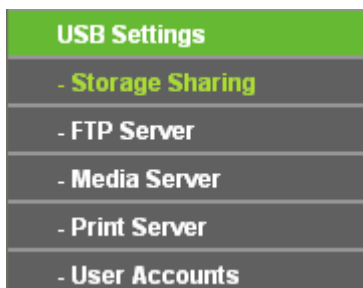 USB Settings
- Storage Sharing
- FTP Server
- Media Server
- Print Server
- User Accounts